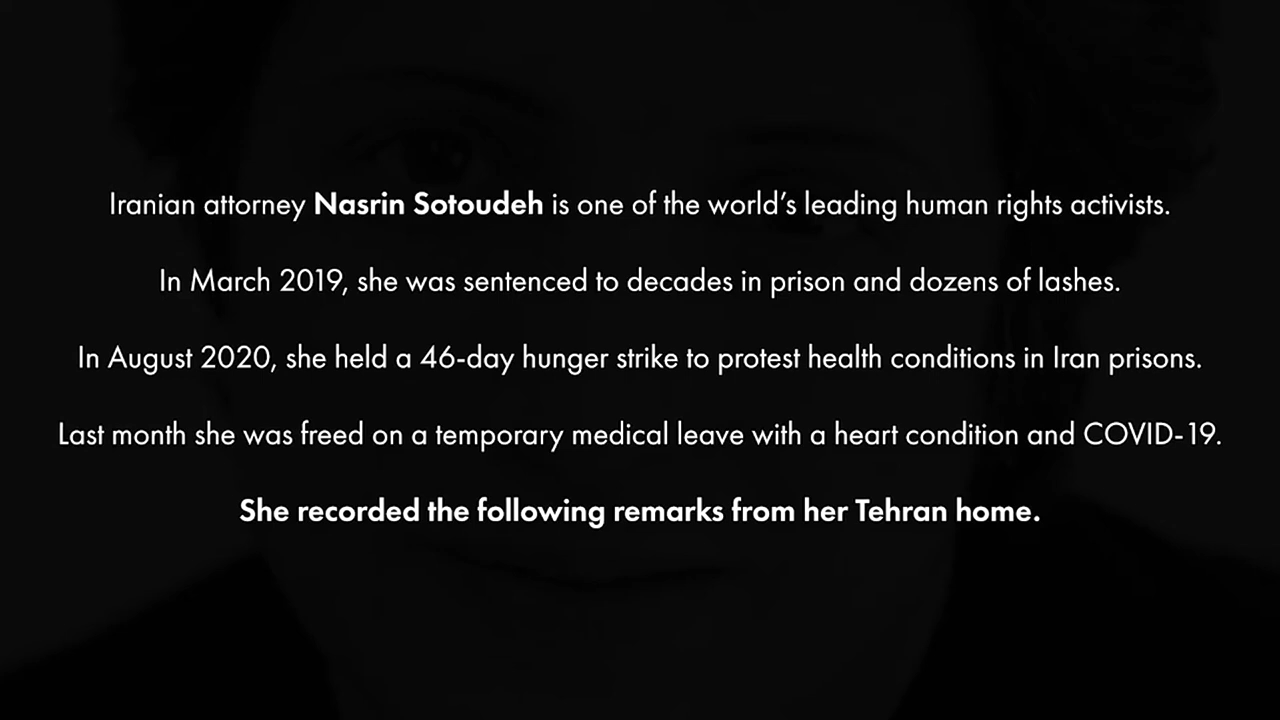 Iranian attorney Nasrin Sotoudeh is one of the world’s leading human rights activists.
In March 2019, she was sentenced to decades in prison and dozens of lashes.
In August 2020, she held a 46-day hunger strike to protest health conditions in Iran prisons.
Last month she was freed on a temporary medical leave with a heart condition and COVID-19.
She recorded the following remarks from her Tehran home.